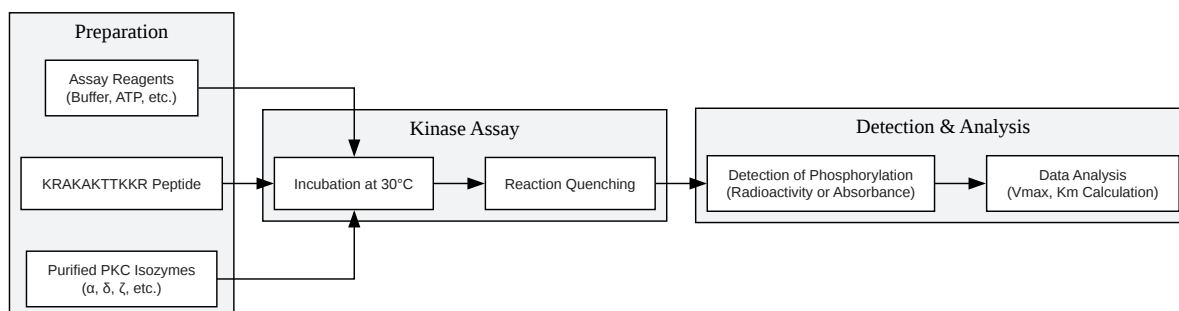 Preparation
Assay Reagents
(Buffer, ATP, etc.)
KRAKAKTTKKR Peptide
Purified PKC Isozymes
(α, δ, ζ, etc.)
Kinase Assay
Incubation at 30°C
Reaction Quenching
Detection & Analysis
Detection of Phosphorylation
(Radioactivity or Absorbance)
Data Analysis
(Vmax, Km Calculation)